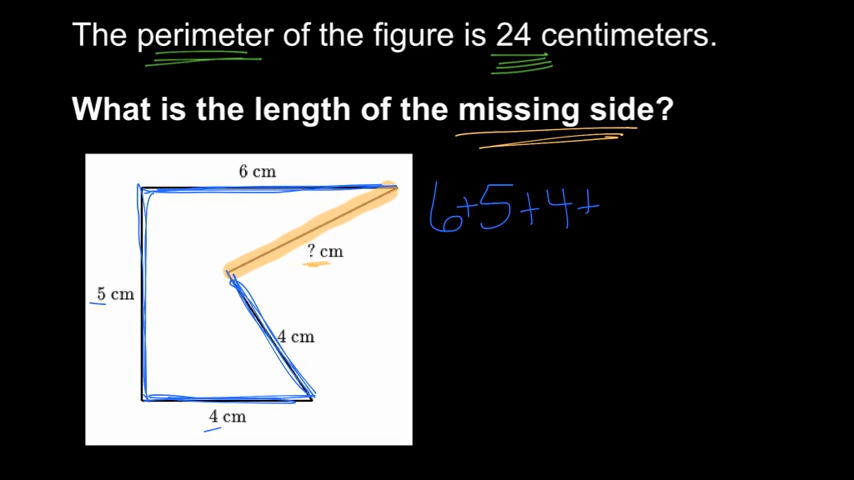 The perimeter of the figure is 24 centimeters.
What is the length of the missing side?
6 cm
6+5+4+
? cm
5 cm
4 cm
4 cm